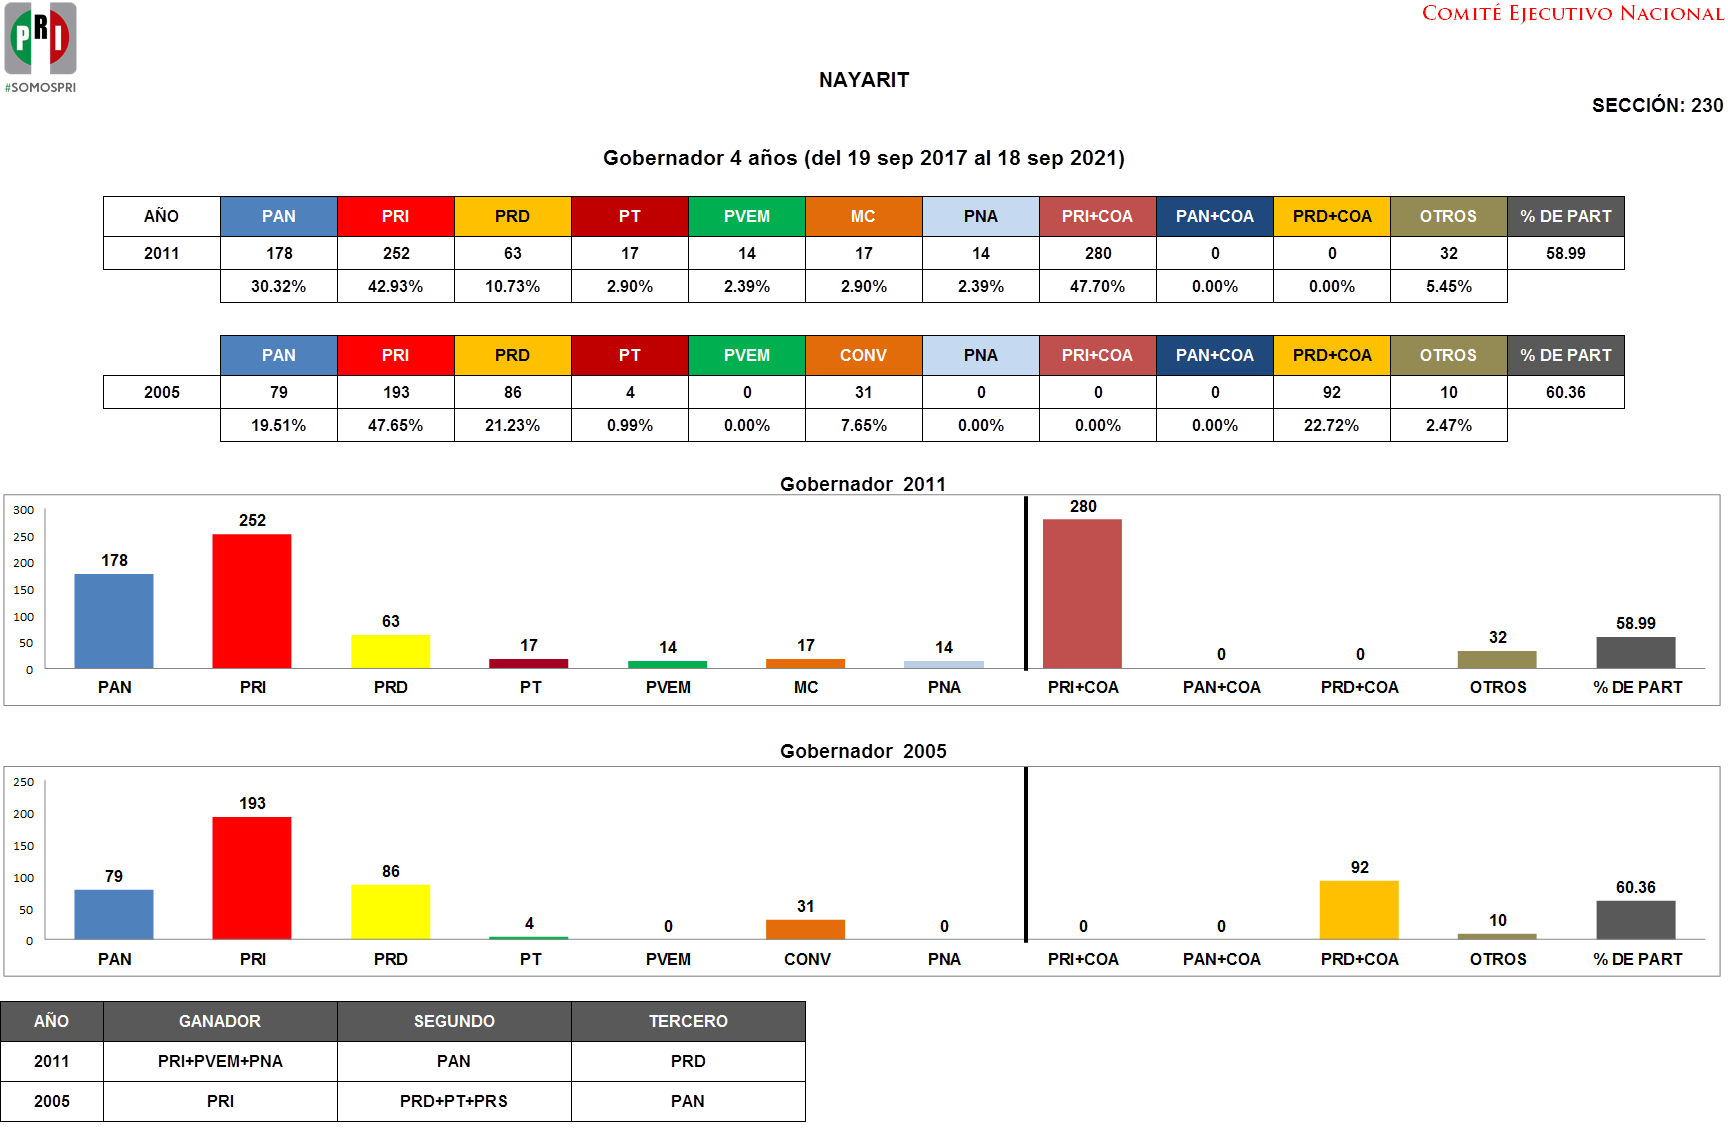 COMITÉ EJECUTIVO NACIONAL
PRI
#SOMOSPRI
NAYARIT
SECCIÓN: 230
Gobernador 4 años (del 19 sep 2017 al 18 sep 2021)
AÑO PAN PRI PRD PT PVEM MC PNA PRI+COA PAN+COA PRD+COA OTROS % DE PART
2011 178 252 63 17 14 17 14 280 0 0 32 58.99
30.32% 42.93% 10.73% 2.90% 2.39% 2.90% 2.39% 47.70% 0.00% 0.00% 5.45%
PAN PRI PRD PT PVEM CONV PNA PRI+COA PAN+COA PRD+COA OTROS % DE PART
2005 79 193 86 4 0 31 0 0 0 92 10 60.36
19.51% 47.65% 21.23% 0.99% 0.00% 7.65% 0.00% 0.00% 0.00% 22.72% 2.47%
Gobernador 2011
300
250
200
150
100
50
0
178 252 63 17 14 17 14 280 0 0 32 58.99
PAN PRI PRD PT PVEM MC PNA PRI+COA PAN+COA PRD+COA OTROS % DE PART
Gobernador 2005
250
200
150
100
50
0
79 193 86 4 0 31 0 0 0 92 10 60.36
PAN PRI PRD PT PVEM CONV PNA PRI+COA PAN+COA PRD+COA OTROS % DE PART
AÑO GANADOR SEGUNDO TERCERO
2011 PRI+PVEM+PNA PAN PRD
2005 PRI PRD+PT+PRS PAN